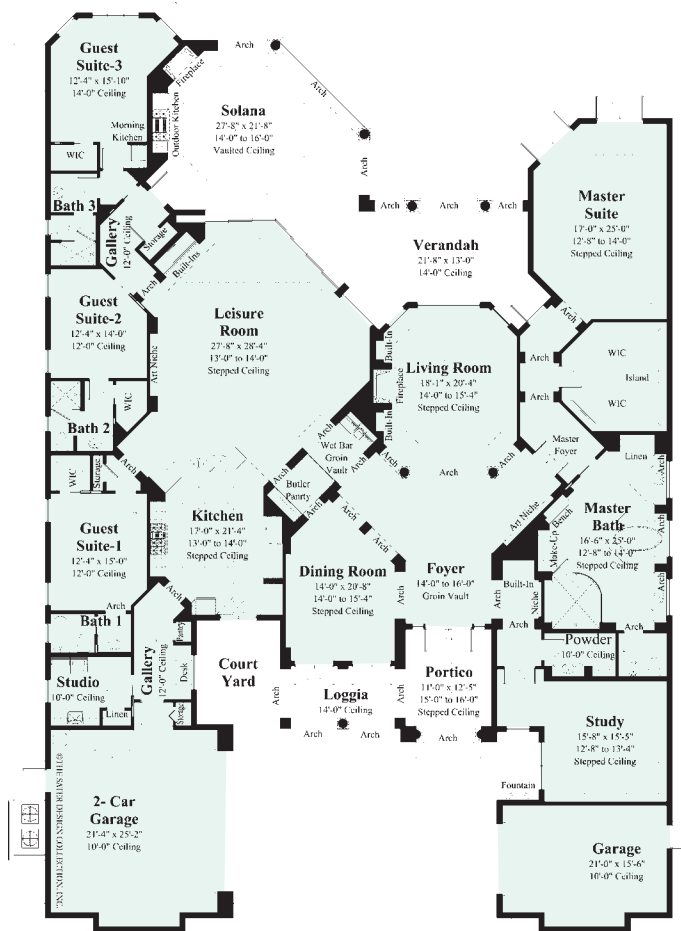 Guest
Suite-3
12'-4" x 15'-10"
14'-0" Ceiling
Morning
Kitchen
WIC
Fireplace
Outdoor Kitchen
Arch
Arch
Arch
Solana
27'-8" x 21'-8"
14'-0" to 16'-0"
Vaulted Ceiling
Bath 3
Gallery
12'-0" Ceiling
Storage
Built-Ins
Arch
Arch
Arch
Arch
Verandah
21'-8" x 13'-0"
14'-0" Ceiling
Master
Suite
17'-0" x 25'-0"
12'-8" to 14'-0"
Stepped Ceiling
Arch
Guest
Suite-2
12'-4" x 14'-0"
12'-0" Ceiling
Art Niche
Leisure
Room
27'-8" x 28'-4"
13'-0" to 14'-0"
Stepped Ceiling
Built-In
Fireplace
Built-In
Living Room
18'-1" x 20'-4"
14'-0" to 15'-4"
Stepped Ceiling
Arch
Arch
WIC
Island
WIC
WIC
Bath 2
Arch
Wet Bar
Groin
Vault
Arch
Arch
Arch
Master
Foyer
Linen
Arch
WIC
Storage
Arch
Arch
Butler
Pantry
Arch
Arch
Arch
Art Niche
Kitchen
17'-0" x 21'-4"
13'-0" to 14'-0"
Stepped Ceiling
Guest
Suite-1
12'-4" x 15'-0"
12'-0" Ceiling
Arch
Arch
Bath 1
Dining Room
14'-0" x 20'-8"
14'-0" to 15'-4"
Stepped Ceiling
Arch
Foyer
14'-0" to 16'-0"
Groin Vault
Arch
Built-In
Niche
Arch
Make-Up
Bench
Master
Bath
16'-6" x 25'-0"
12'-8" to 14'-0"
Stepped Ceiling
Arch
Arch
Arch
Powder
10'-0" Ceiling
Gallery
12'-0" Ceiling
Pantry
Desk
Storage
Studio
10'-0" Ceiling
Linen
Court
Yard
Arch
Loggia
14'-0" Ceiling
Arch
Arch
Arch
Portico
11'-0" x 12'-5"
15'-0" to 16'-0"
Stepped Ceiling
Arch
Study
15'-8" x 15'-5"
12'-8" to 13'-4"
Stepped Ceiling
Fountain
©THE SATER DESIGN COLLECTION, INC.
2- Car
Garage
21'-4" x 25'-2"
10'-0" Ceiling
Garage
21'-0" x 15'-6"
10'-0" Ceiling